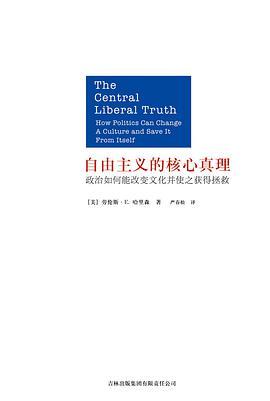 The
Central
Liberal Truth
How Politics Can Change
A Culture and Save It
From Itself
自由主义的核心真理
政治如何能改变文化并使之获得拯救
[美] 劳伦斯·E. 哈里森 著 严春松 译
吉林出版集团有限责任公司